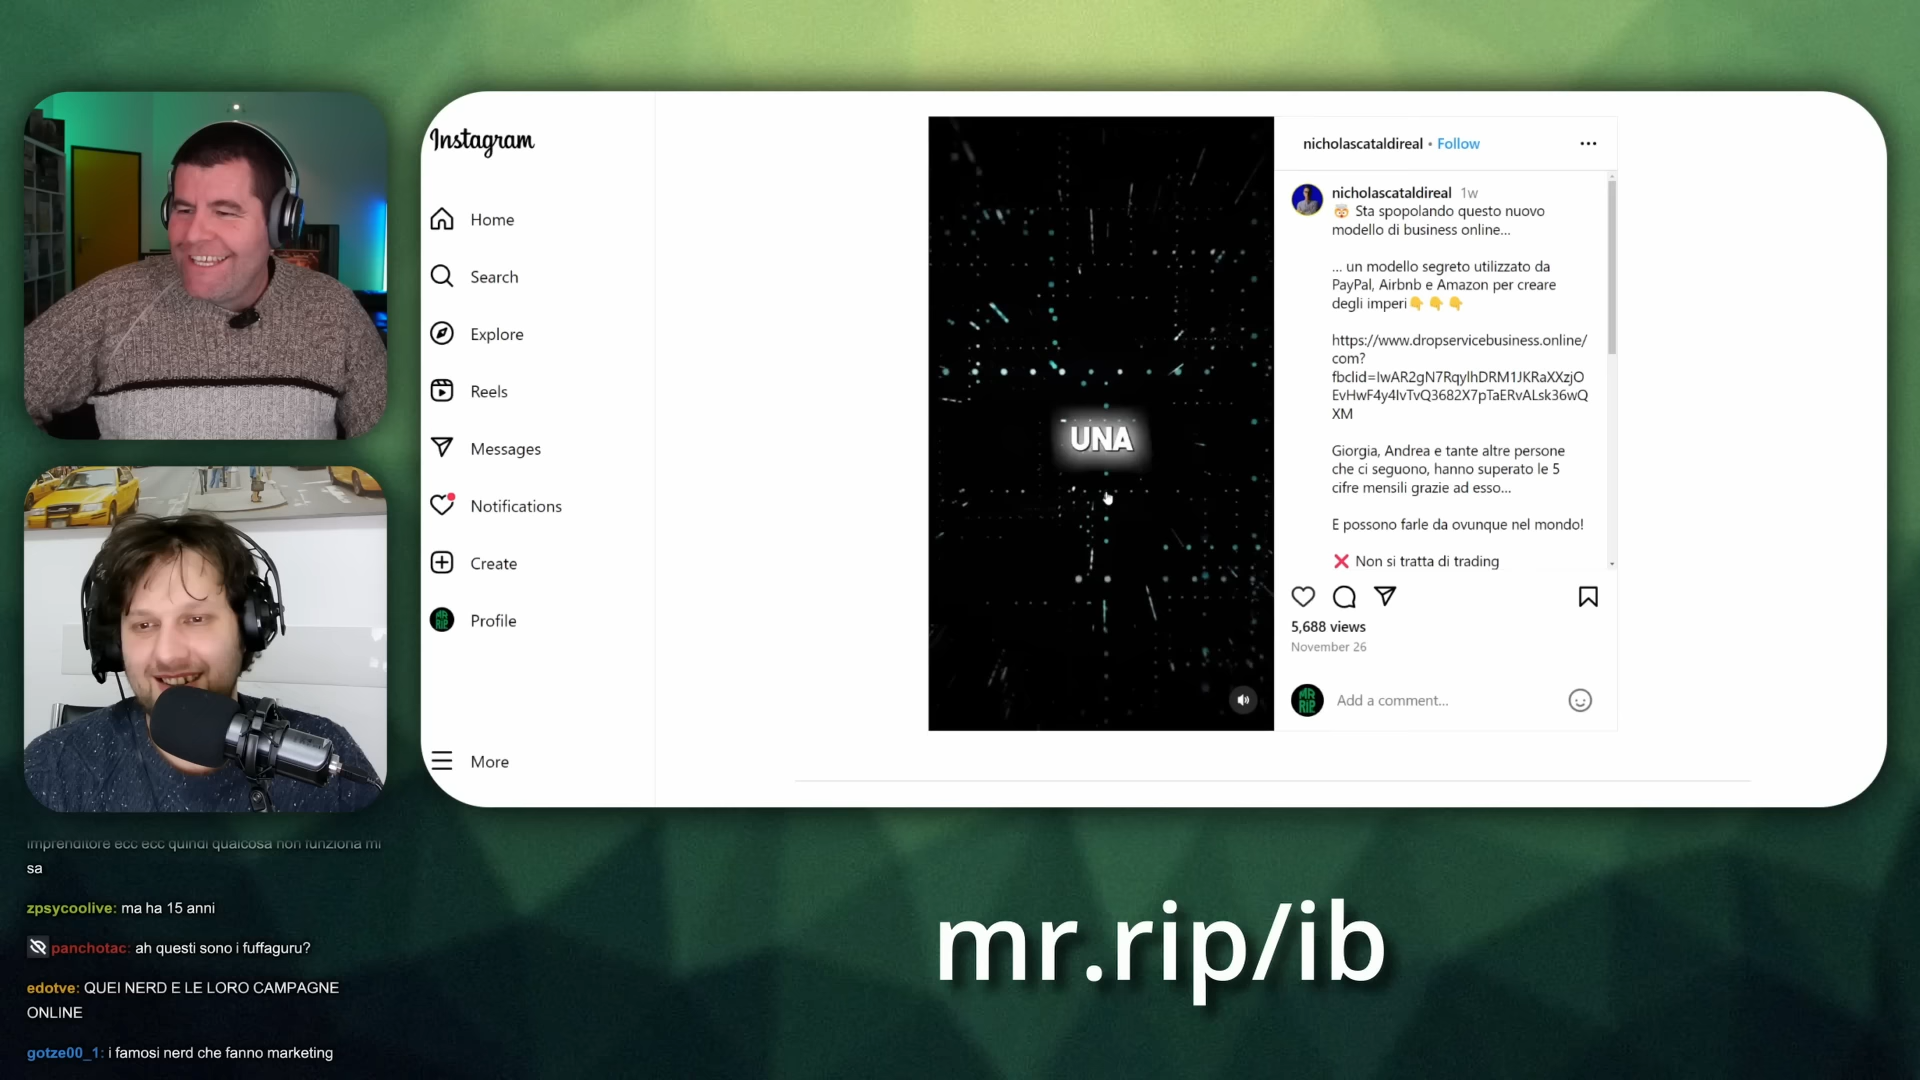 Instagram
Home
Search
Explore
Reels
Messages
Notifications
Create
Profile
More
UNA
nicholascataldireal • Follow
nicholascataldireal 1w
🤯 Sta spopolando questo nuovo
modello di business online...
... un modello segreto utilizzato da
PayPal, Airbnb e Amazon per creare
degli imperi👇👇👇
https://www.dropservicebusiness.online/
com?
fbclid=IwAR2gN7RqylhDRM1JKRaXXzjO
EvHwF4y4IvTvQ3682X7pTaERvALsk36wQ
XM
Giorgia, Andrea e tante altre persone
che ci seguono, hanno superato le 5
cifre mensili grazie ad esso...
E possono farle da ovunque nel mondo!
❌ Non si tratta di trading
5,688 views
November 26
MR
RIP
Add a comment...
imprenditore ecc ecc quindi qualcosa non funziona mi
sa
zpsycoolive: ma ha 15 anni
panchotac: ah questi sono i fuffaguru?
edotve: QUEI NERD E LE LORO CAMPAGNE
ONLINE
gotze00_1: i famosi nerd che fanno marketing
mr.rip/ib